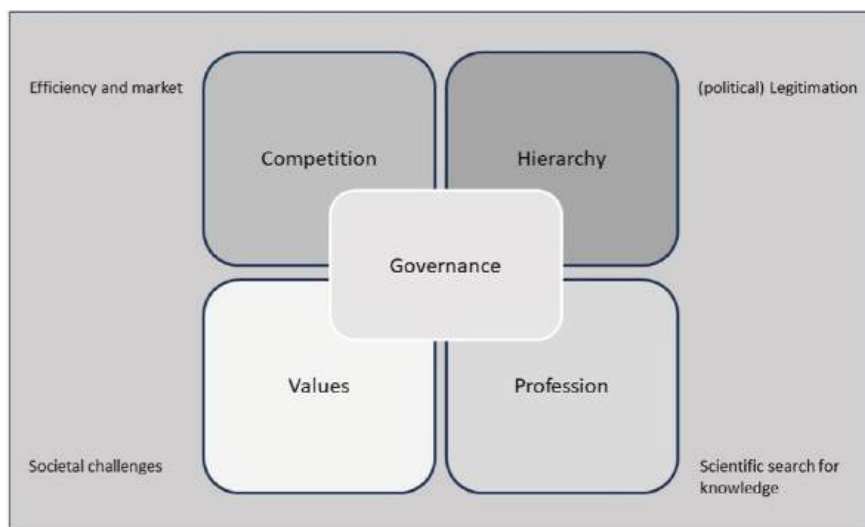 Efficiency and market
(political) Legitimation
Competition
Hierarchy
Governance
Values
Profession
Societal challenges
Scientific search for
knowledge